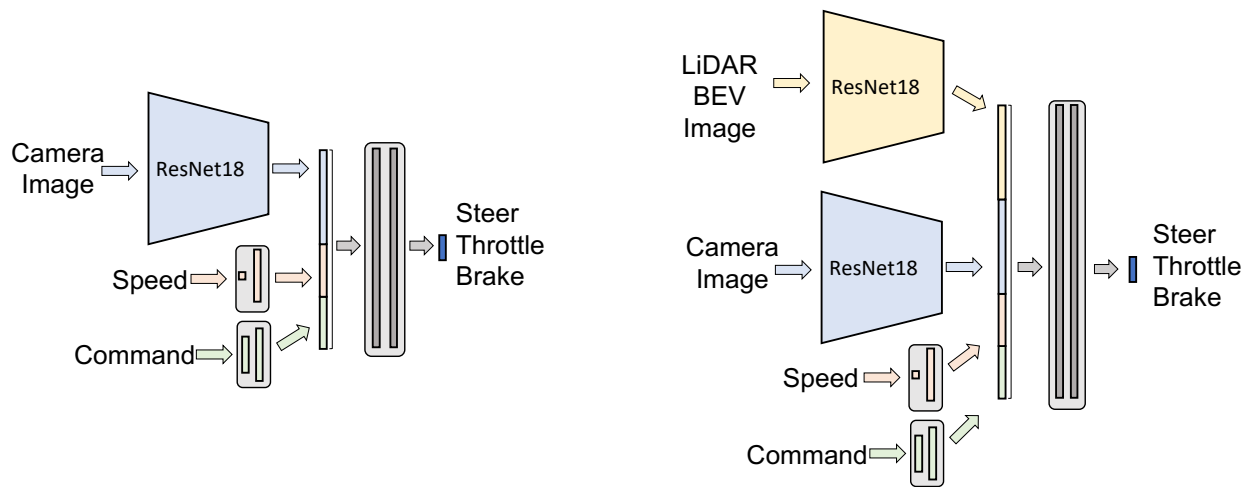 Camera
Image
ResNet18
Speed
Command
Steer
Throttle
Brake
LiDAR
BEV
Image
ResNet18
Camera
Image
ResNet18
Speed
Command
Steer
Throttle
Brake